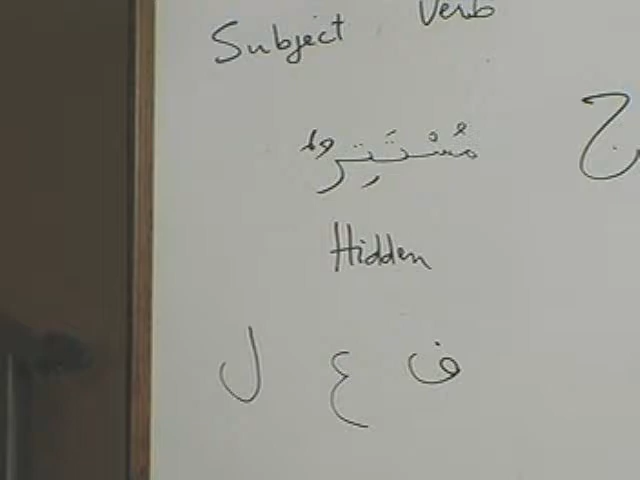 Subject Verb
مُسْتَتِرٌ
ج
Hidden
ف ع ل